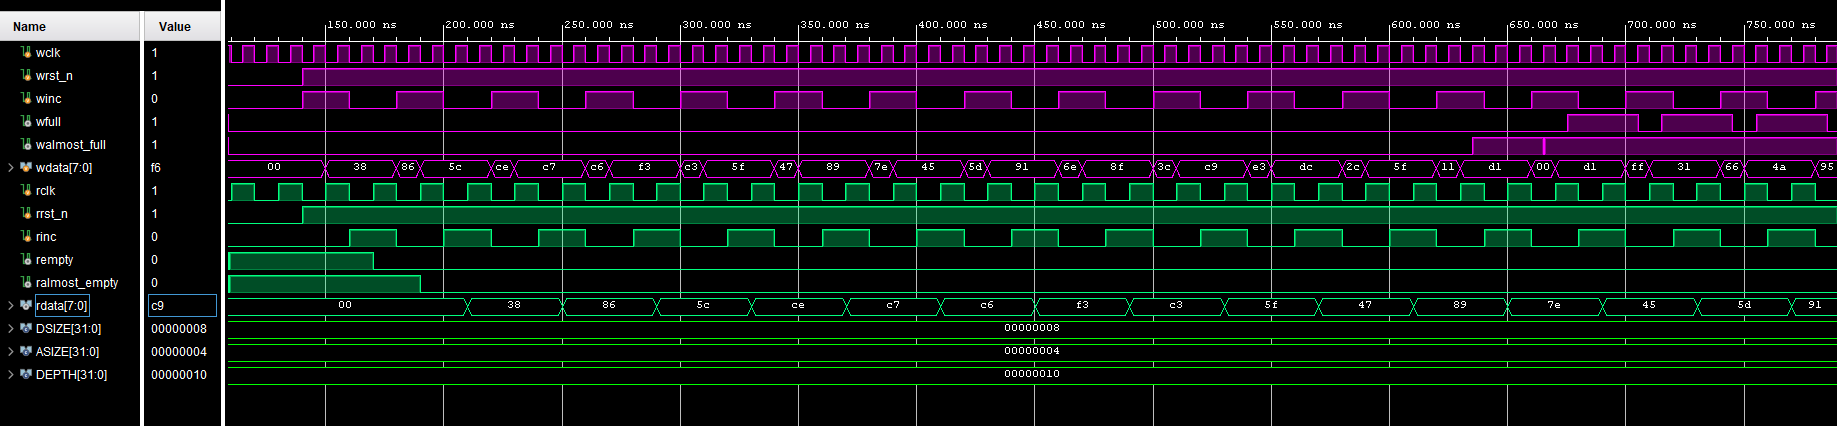 Name Value 150.000 ns 200.000 ns 250.000 ns 300.000 ns 350.000 ns 400.000 ns 450.000 ns 500.000 ns 550.000 ns 600.000 ns 650.000 ns 700.000 ns 750.000 ns
wclk 1
wrst_n 1
winc 0
wfull 1
walmost_full 1
wdata[7:0] f6 00 38 86 5c ce c7 c6 f3 c3 5f 47 89 7e 45 5d 91 6e 8f 3c c9 e3 dc 2c 5f 11 d1 00 d1 ff 31 66 4a 95
rclk 1
rrst_n 1
rinc 0
rempty 0
ralmost_empty 0
rdata[7:0] c9 00 38 86 5c ce c7 c6 f3 c3 5f 47 89 7e 45 5d 91
DSIZE[31:0] 00000008 00000008
ASIZE[31:0] 00000004 00000004
DEPTH[31:0] 00000010 00000010